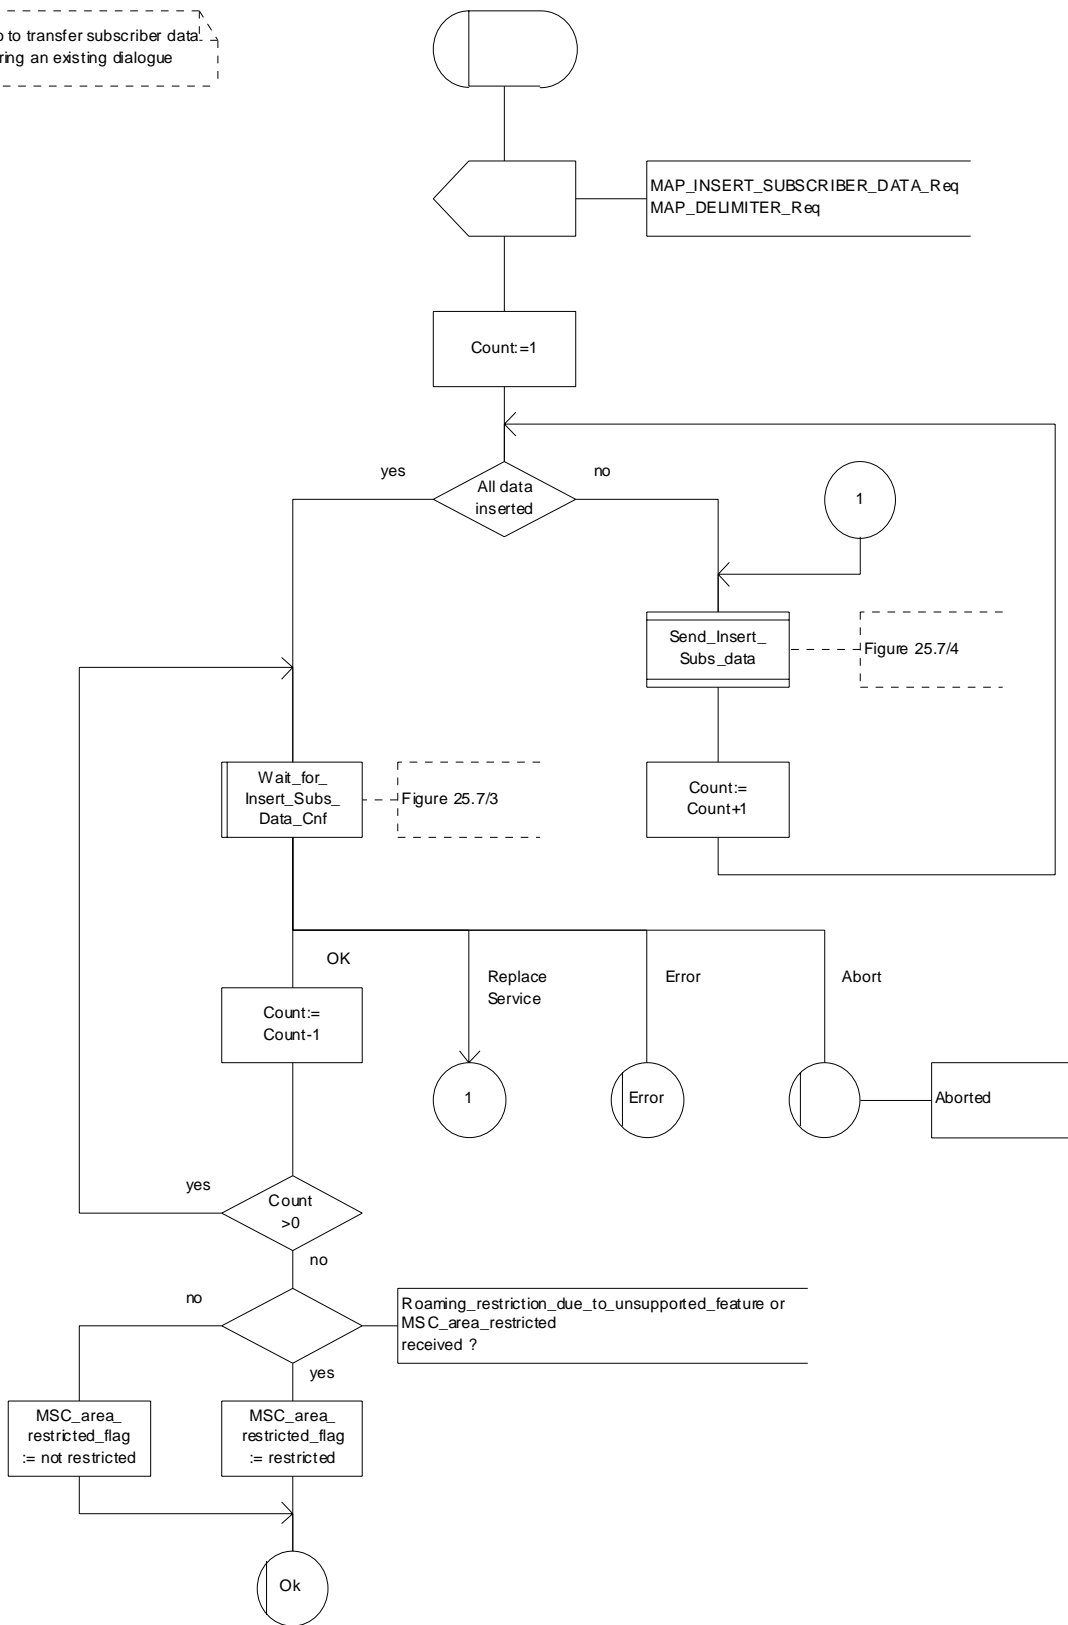 to transfer subscriber data
an existing dialogue
MAP_INSERT_SUBSCRIBER_DATA_Req
MAP_DELIMITER_Req
Count:=1
yes
no
All data
inserted
1
Send_Insert_
Subs_data
Figure 25.7/4
Wait_for_
Insert_Subs_
Data_Cnf
Figure 25.7/3
Count:=
Count+1
OK
Replace
Service
Error
Abort
Count:=
Count-1
1
Error
Aborted
yes
Count
>0
no
no
Roaming_restriction_due_to_unsupported_feature or
MSC_area_restricted
received ?
yes
MSC_area_
restricted_flag
:= not restricted
MSC_area_
restricted_flag
:= restricted
Ok